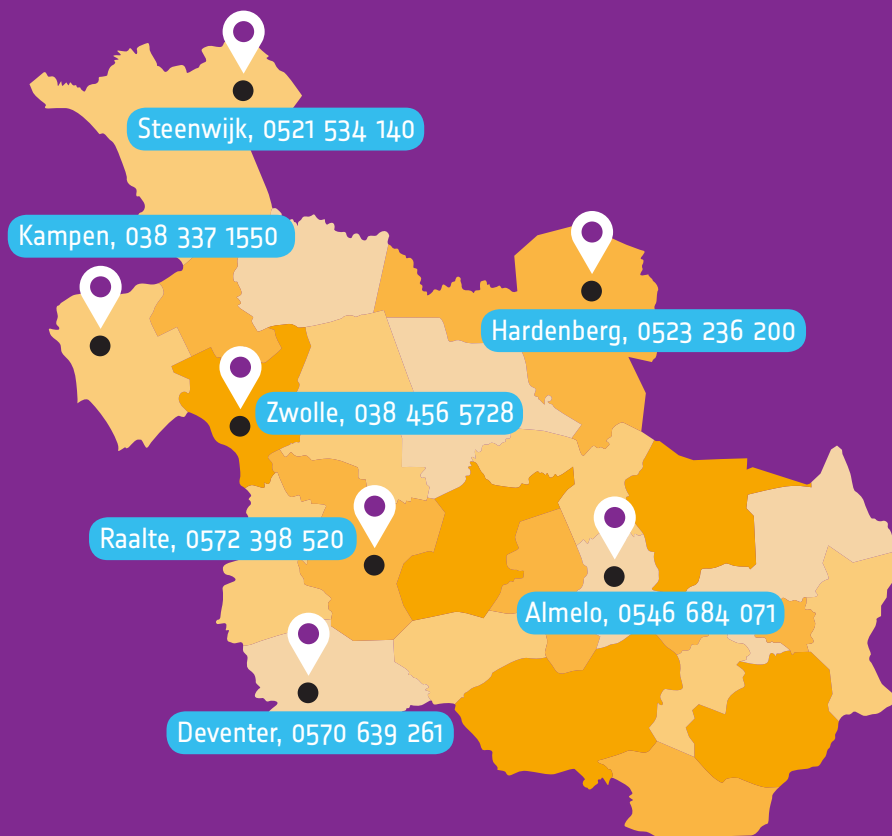 Steenwijk, 0521 534 140
Kampen, 038 337 1550
Hardenberg, 0523 236 200
Zwolle, 038 456 5728
Raalte, 0572 398 520
Almelo, 0546 684 071
Deventer, 0570 639 261